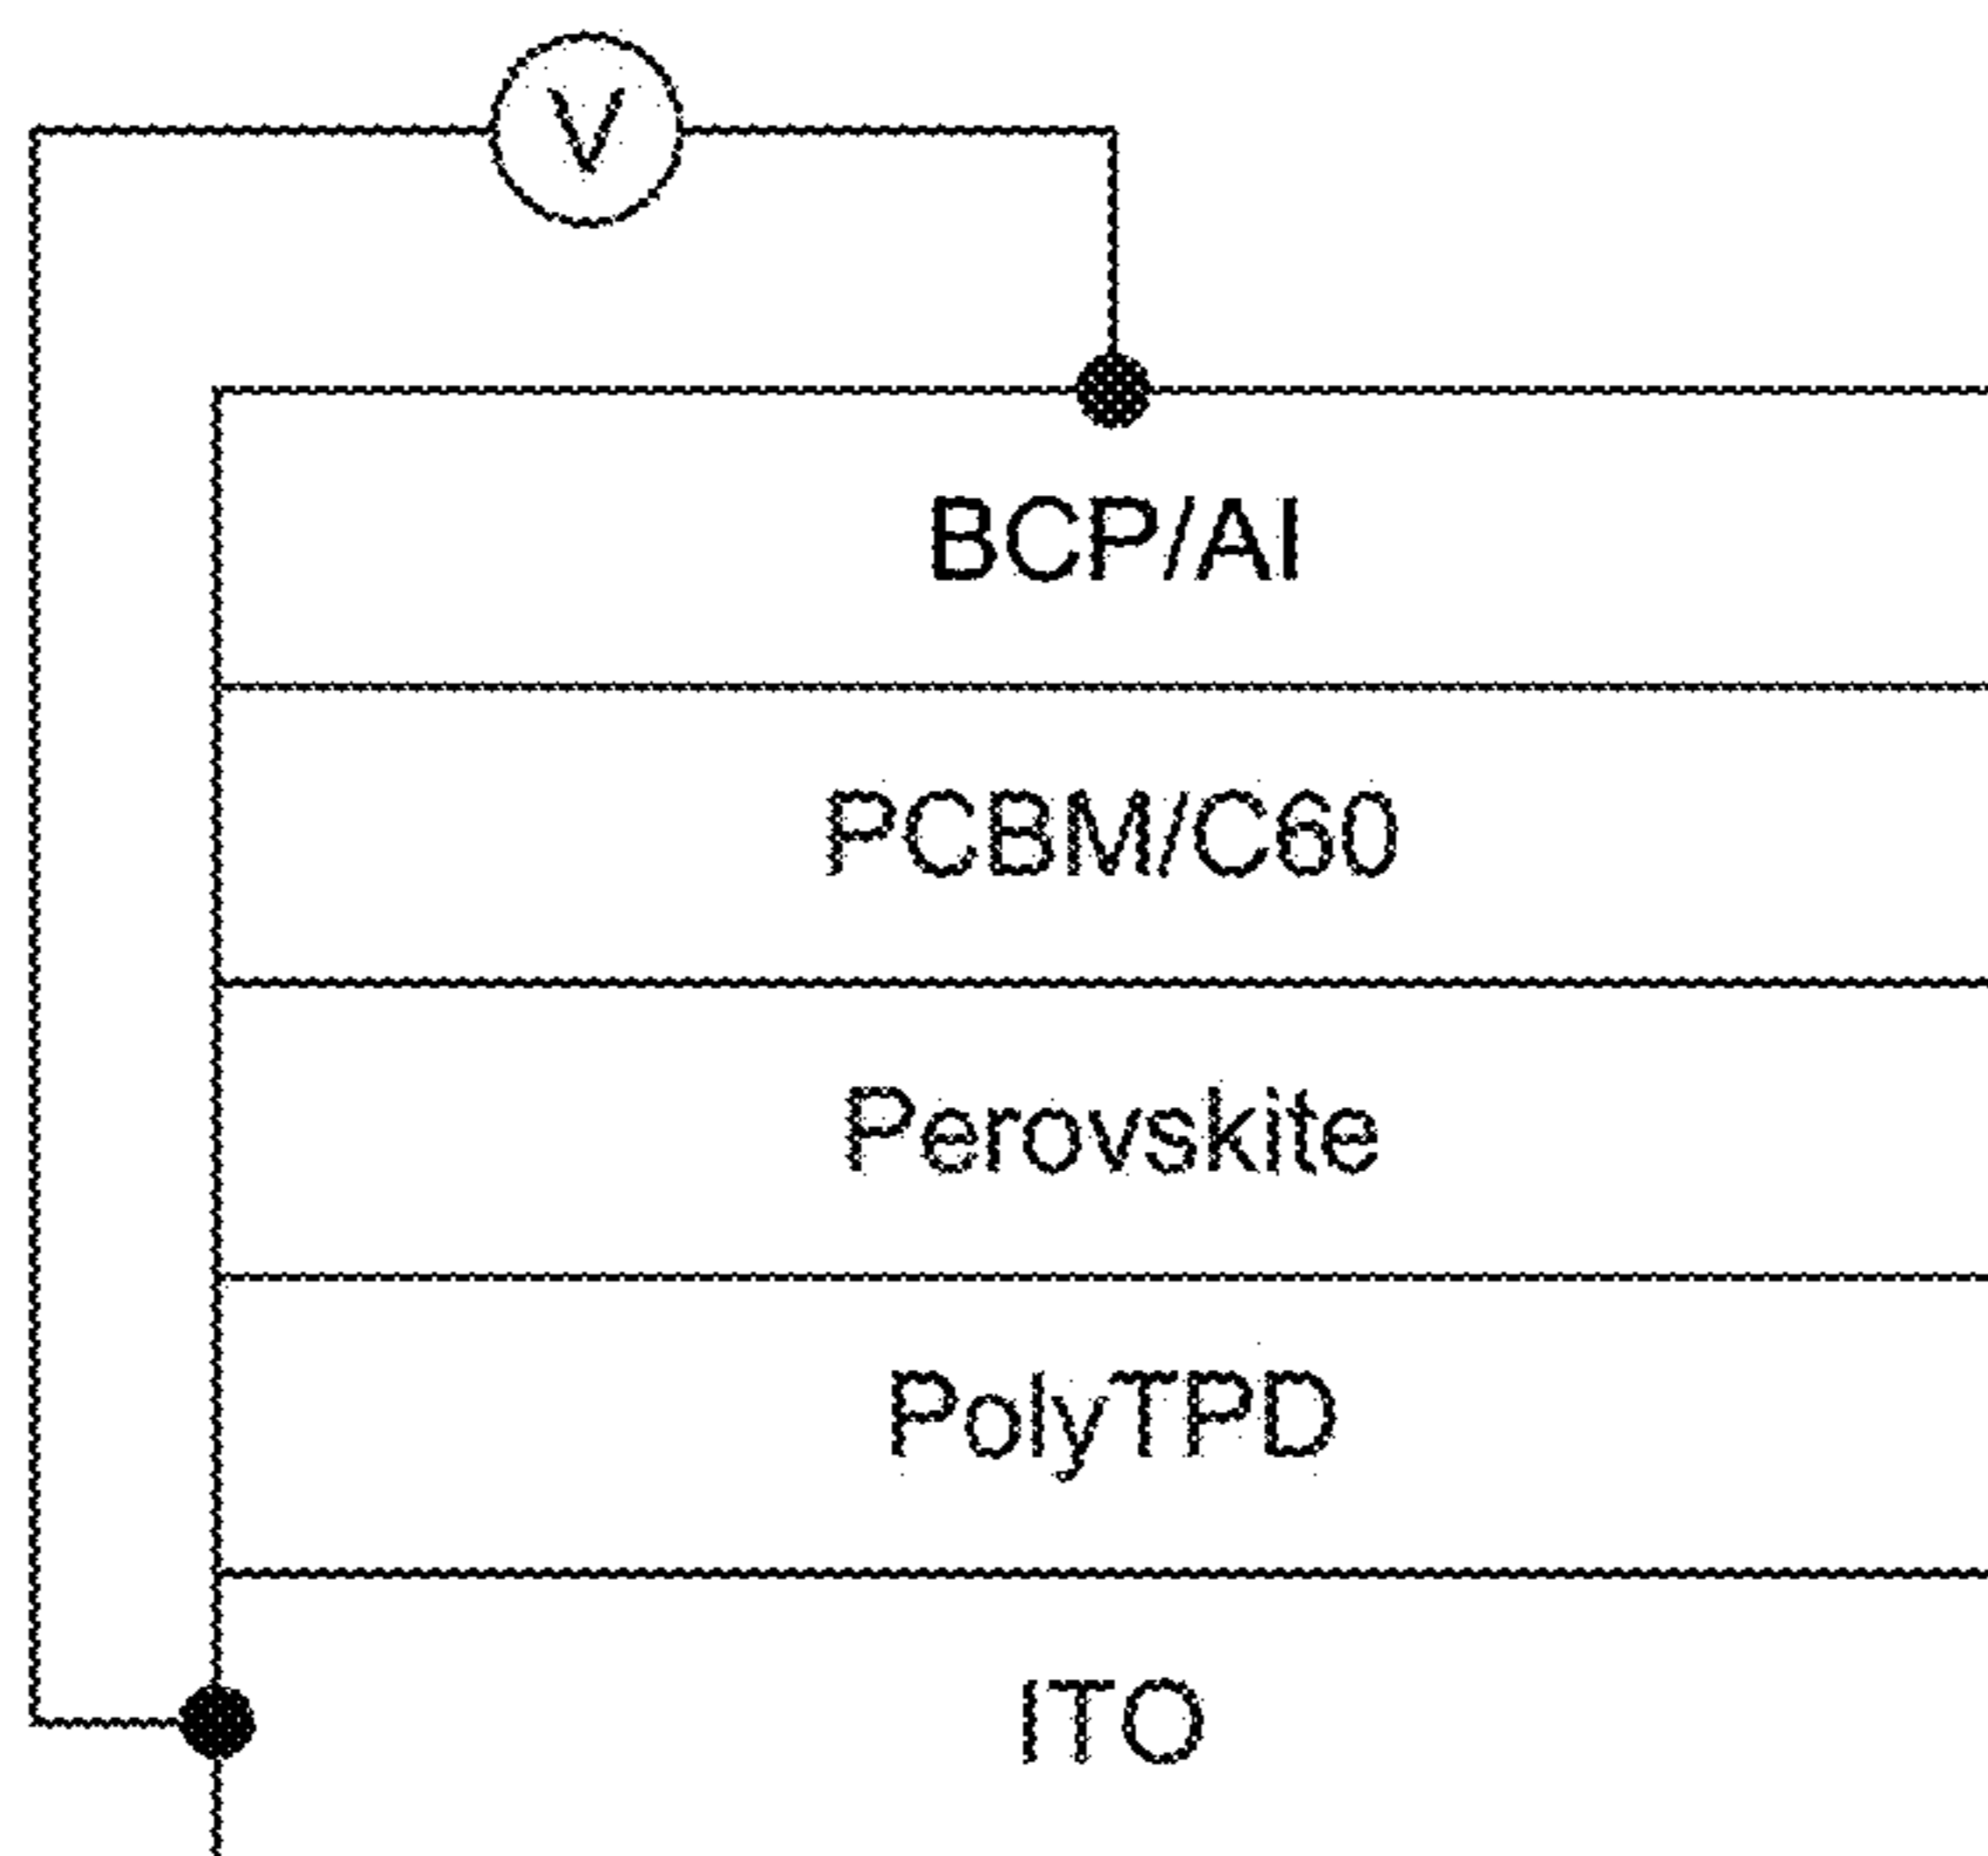 V
BCP/Al
PCBM/C60
Perovskite
PolyTPD
ITO